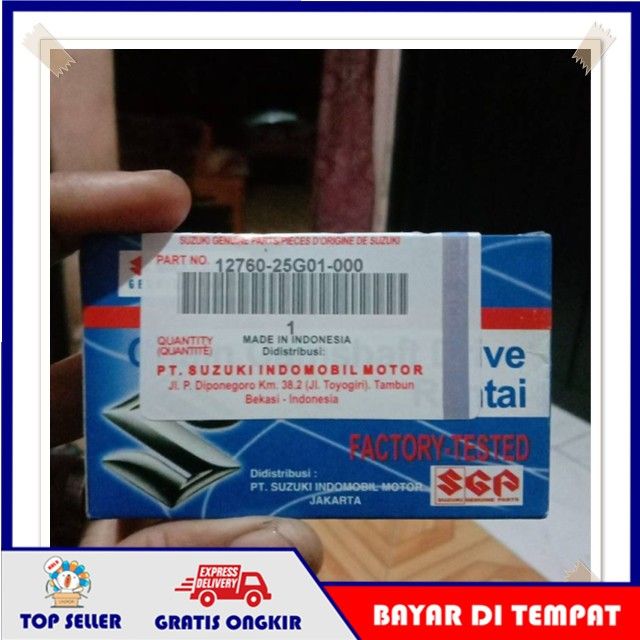 SUZUKI GENUINE PARTS/PIECES D'ORIGINE DE SUZUKI
PART NO. 12760-25G01-000
1
QUANTITY
(QUANTITE)
MADE IN INDONESIA
Didistribusi:
PT. SUZUKI INDOMOBIL MOTOR
Jl. P. Diponegoro Km. 38.2 (Jl. Toyogiri). Tambun
Bekasi - Indonesia
FACTORY-TESTED
Didistribusi :
PT. SUZUKI INDOMOBIL MOTOR
JAKARTA
SGP
SUZUKI GENUINE PARTS
TOP SELLER
EXPRESS
DELIVERY
GRATIS ONGKIR
BAYAR DI TEMPAT